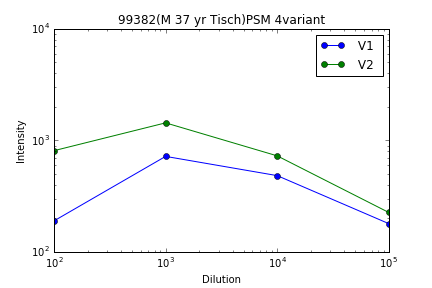 99382(M 37 yr Tisch)PSM 4variant
V1
V2
10^4
10^3
10^2
Intensity
10^2 10^3 10^4 10^5
Dilution